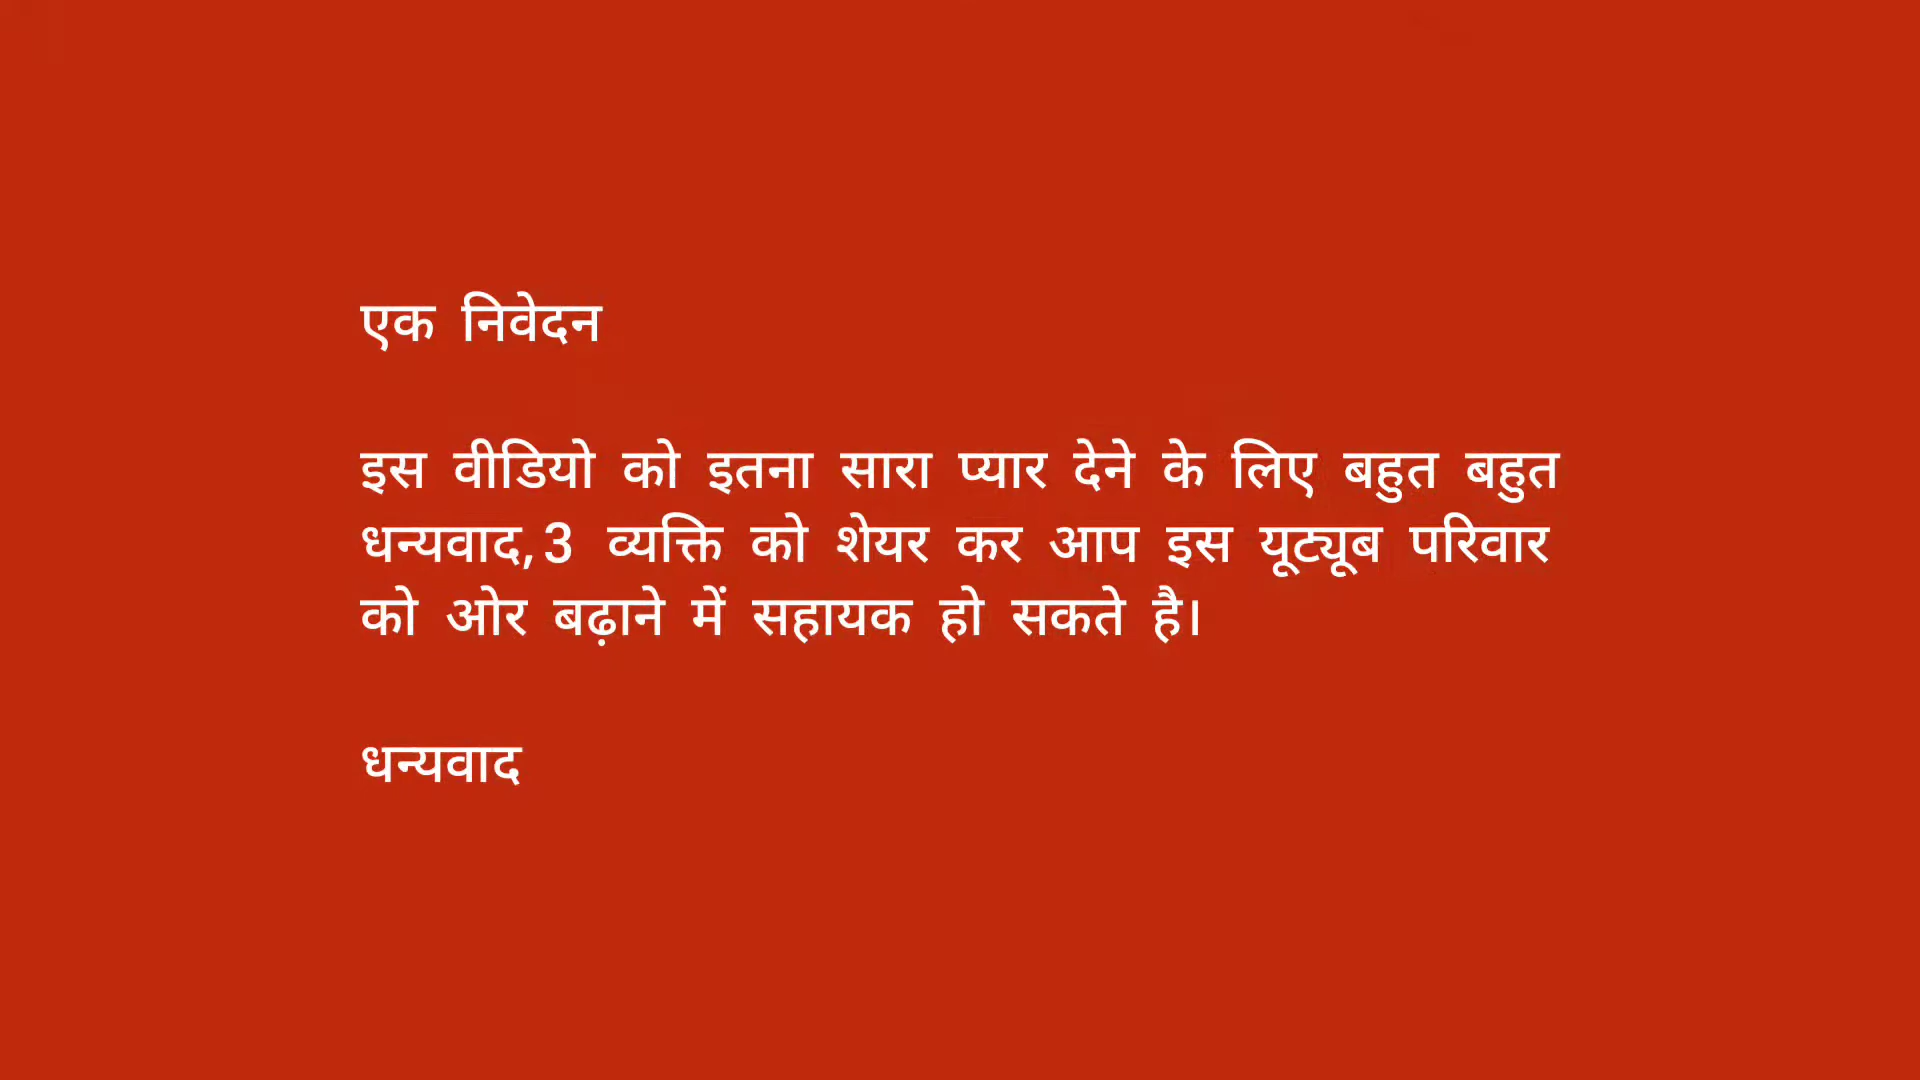 एक निवेदन
इस वीडियो को इतना सारा प्यार देने के लिए बहुत बहुत
धन्यवाद,3 व्यक्ति को शेयर कर आप इस यूट्यूब परिवार
को ओर बढ़ाने में सहायक हो सकते है।
धन्यवाद